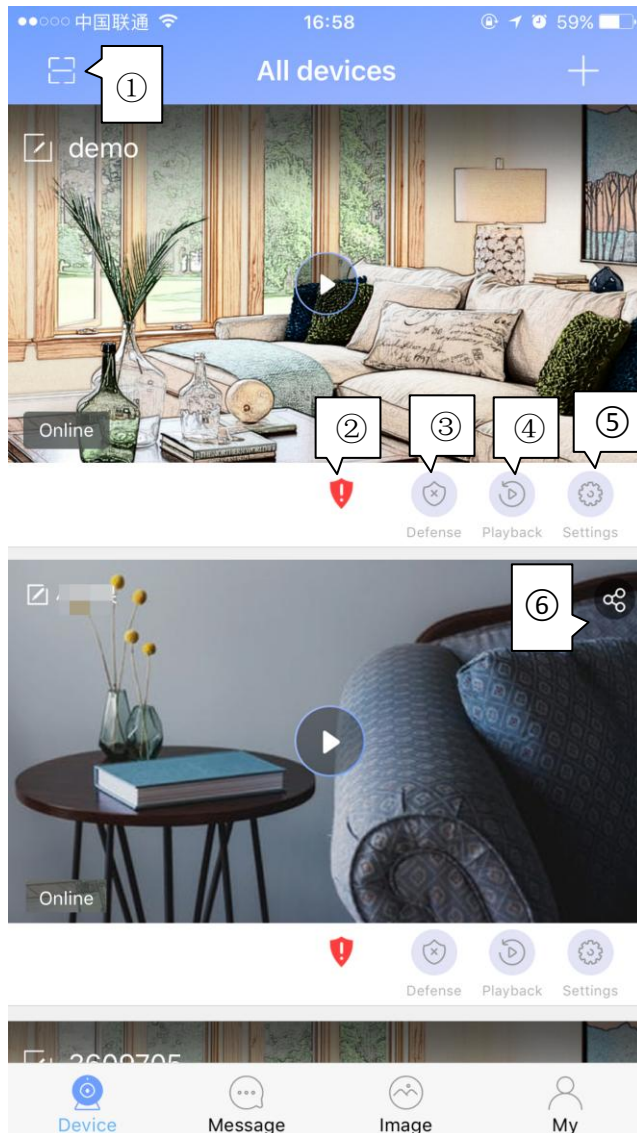 中国联通 16:58 59%
① All devices
demo
Online ② ③ ④ ⑤
Defense Playback Settings
⑥
Online
Defense Playback Settings
3609705
Device Message Image My